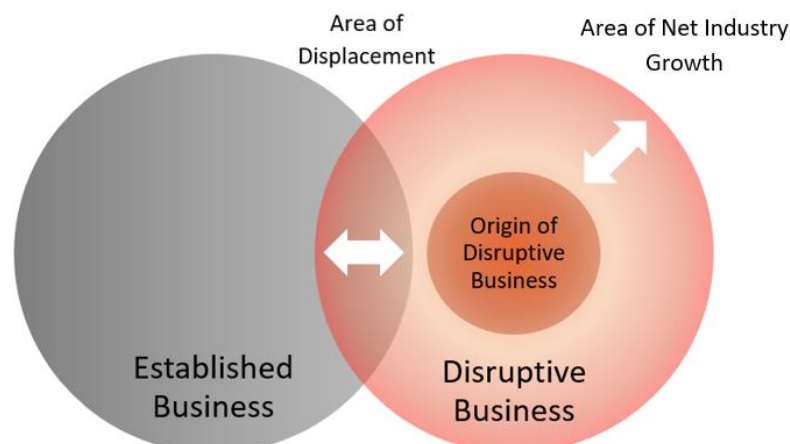 Area of
Displacement
Area of Net Industry
Growth
Origin of
Disruptive
Business
Established
Business
Disruptive
Business